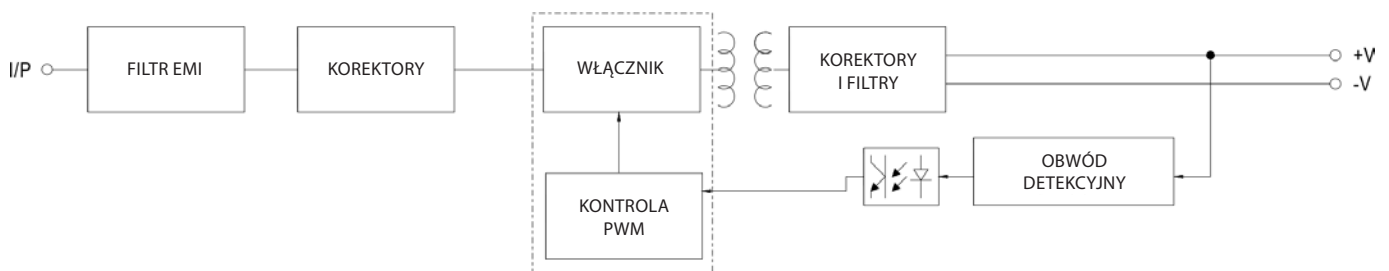 I/P
FILTR EMI
KOREKTORY
WŁĄCZNIK
KOREKTORY
I FILTRY
+V
-V
KONTROLA
PWM
OBWÓD
DETEKCYJNY